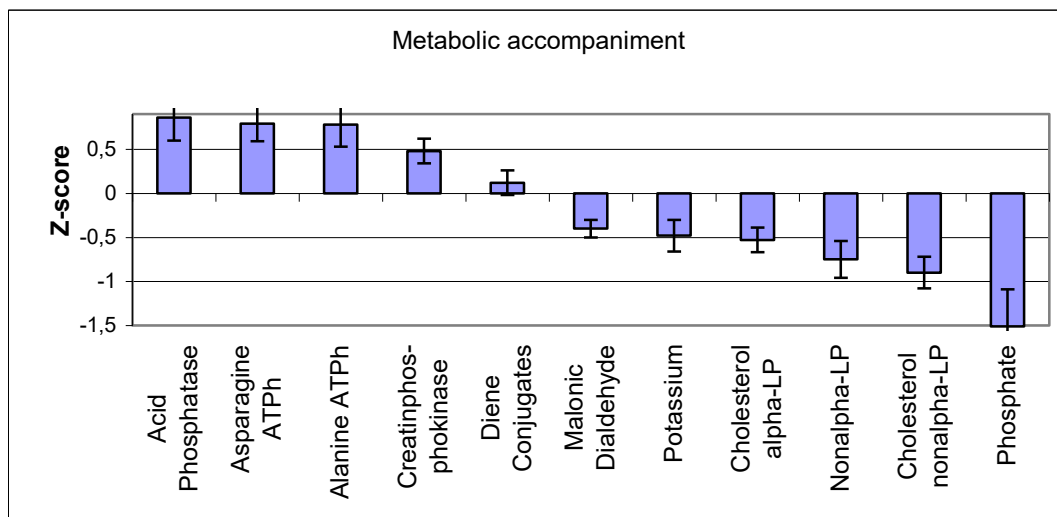 Metabolic accompaniment
Z-score
0,5
0
-0,5
-1
-1,5
Acid
Phosphatase
Asparagine
ATPh
Alanine ATPh
Creatinphos-
phokinase
Diene
Conjugates
Malonic
Dialdehyde
Potassium
Cholesterol
alpha-LP
Nonalpha-LP
Cholesterol
nonalpha-LP
Phosphate